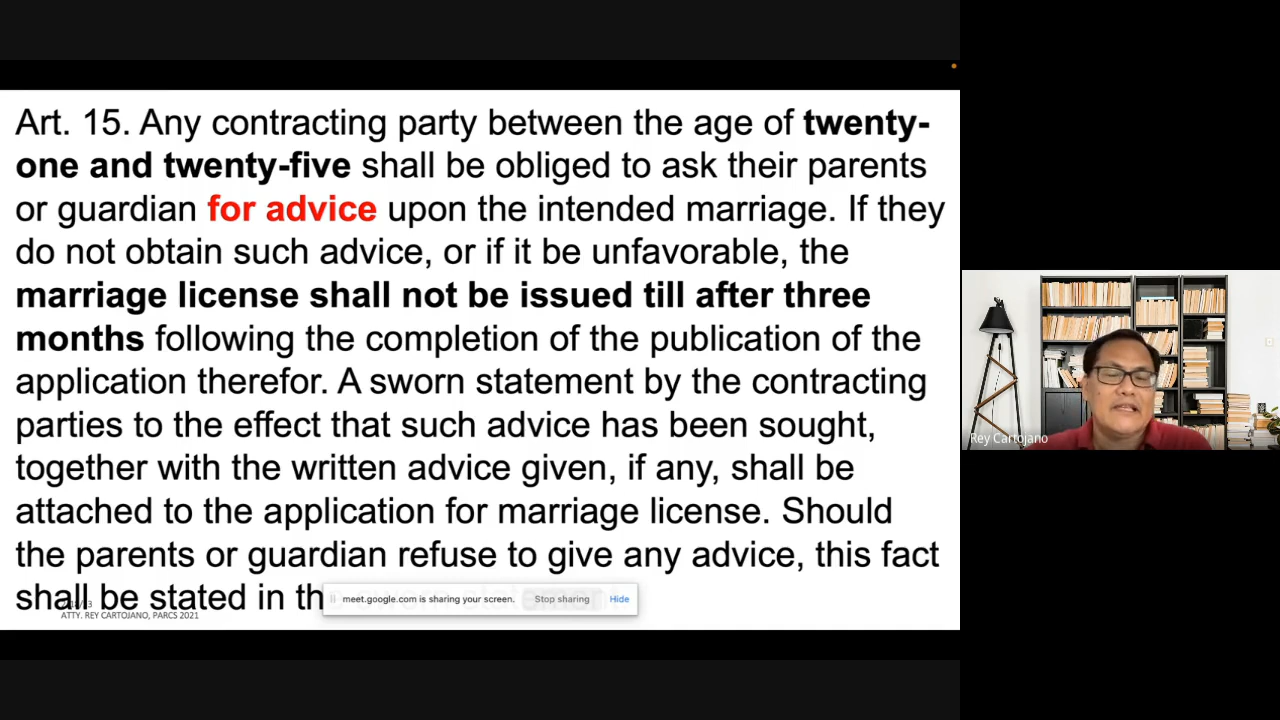 Art. 15. Any contracting party between the age of twenty-
one and twenty-five shall be obliged to ask their parents
or guardian for advice upon the intended marriage. If they
do not obtain such advice, or if it be unfavorable, the
marriage license shall not be issued till after three
months following the completion of the publication of the
application therefor. A sworn statement by the contracting
parties to the effect that such advice has been sought,
together with the written advice given, if any, shall be
attached to the application for marriage license. Should
the parents or guardian refuse to give any advice, this fact
shall be stated in
meet.google.com is sharing your screen. Stop sharing Hide
ATTY. REY CARTOJANO, PARCS 2021
Rey Cartojano